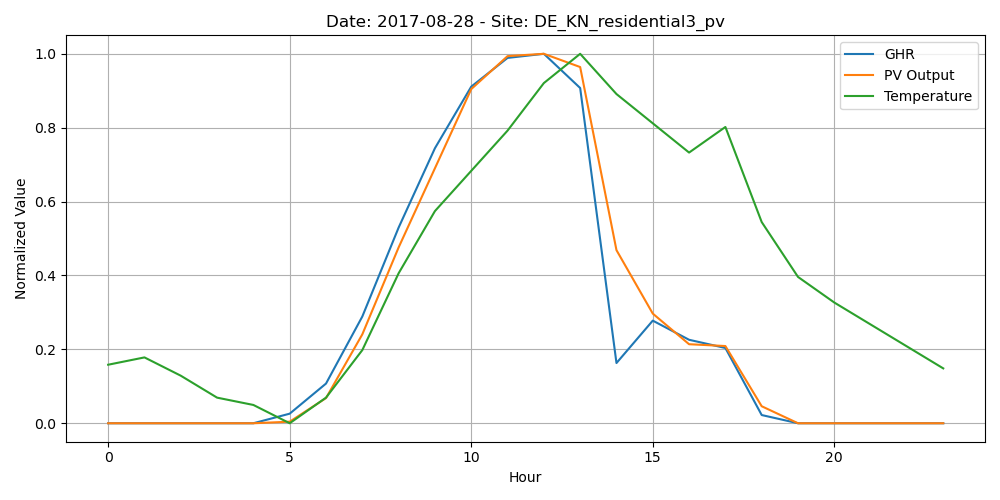 Date: 2017-08-28 - Site: DE_KN_residential3_pv
GHR
PV Output
Temperature
1.0
0.8
0.6
0.4
0.2
0.0
Normalized Value
0 5 10 15 20
Hour